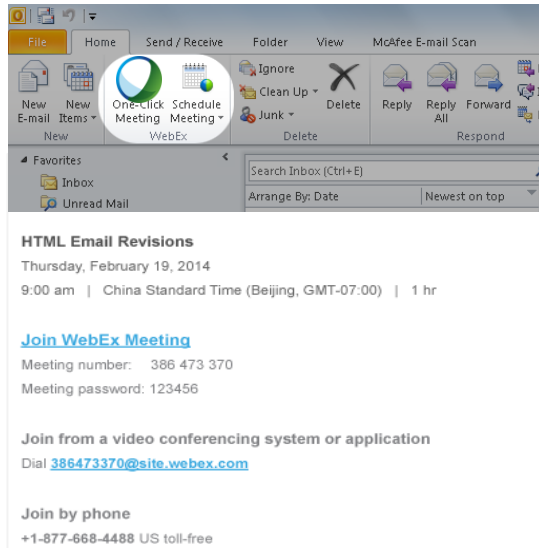 File Home Send / Receive Folder View McAfee E-mail Scan
Ignore
Clean Up
Junk
New E-mail
New Items
One-Click Meeting
Schedule Meeting
Delete
Reply
Reply All
Forward
New WebEx Delete Respond
Favorites
Inbox
Unread Mail
Search Inbox (Ctrl+E)
Arrange By: Date Newest on top
HTML Email Revisions
Thursday, February 19, 2014
9:00 am | China Standard Time (Beijing, GMT-07:00) | 1 hr
Join WebEx Meeting
Meeting number: 386 473 370
Meeting password: 123456
Join from a video conferencing system or application
Dial 386473370@site.webex.com
Join by phone
+1-877-668-4488 US toll-free